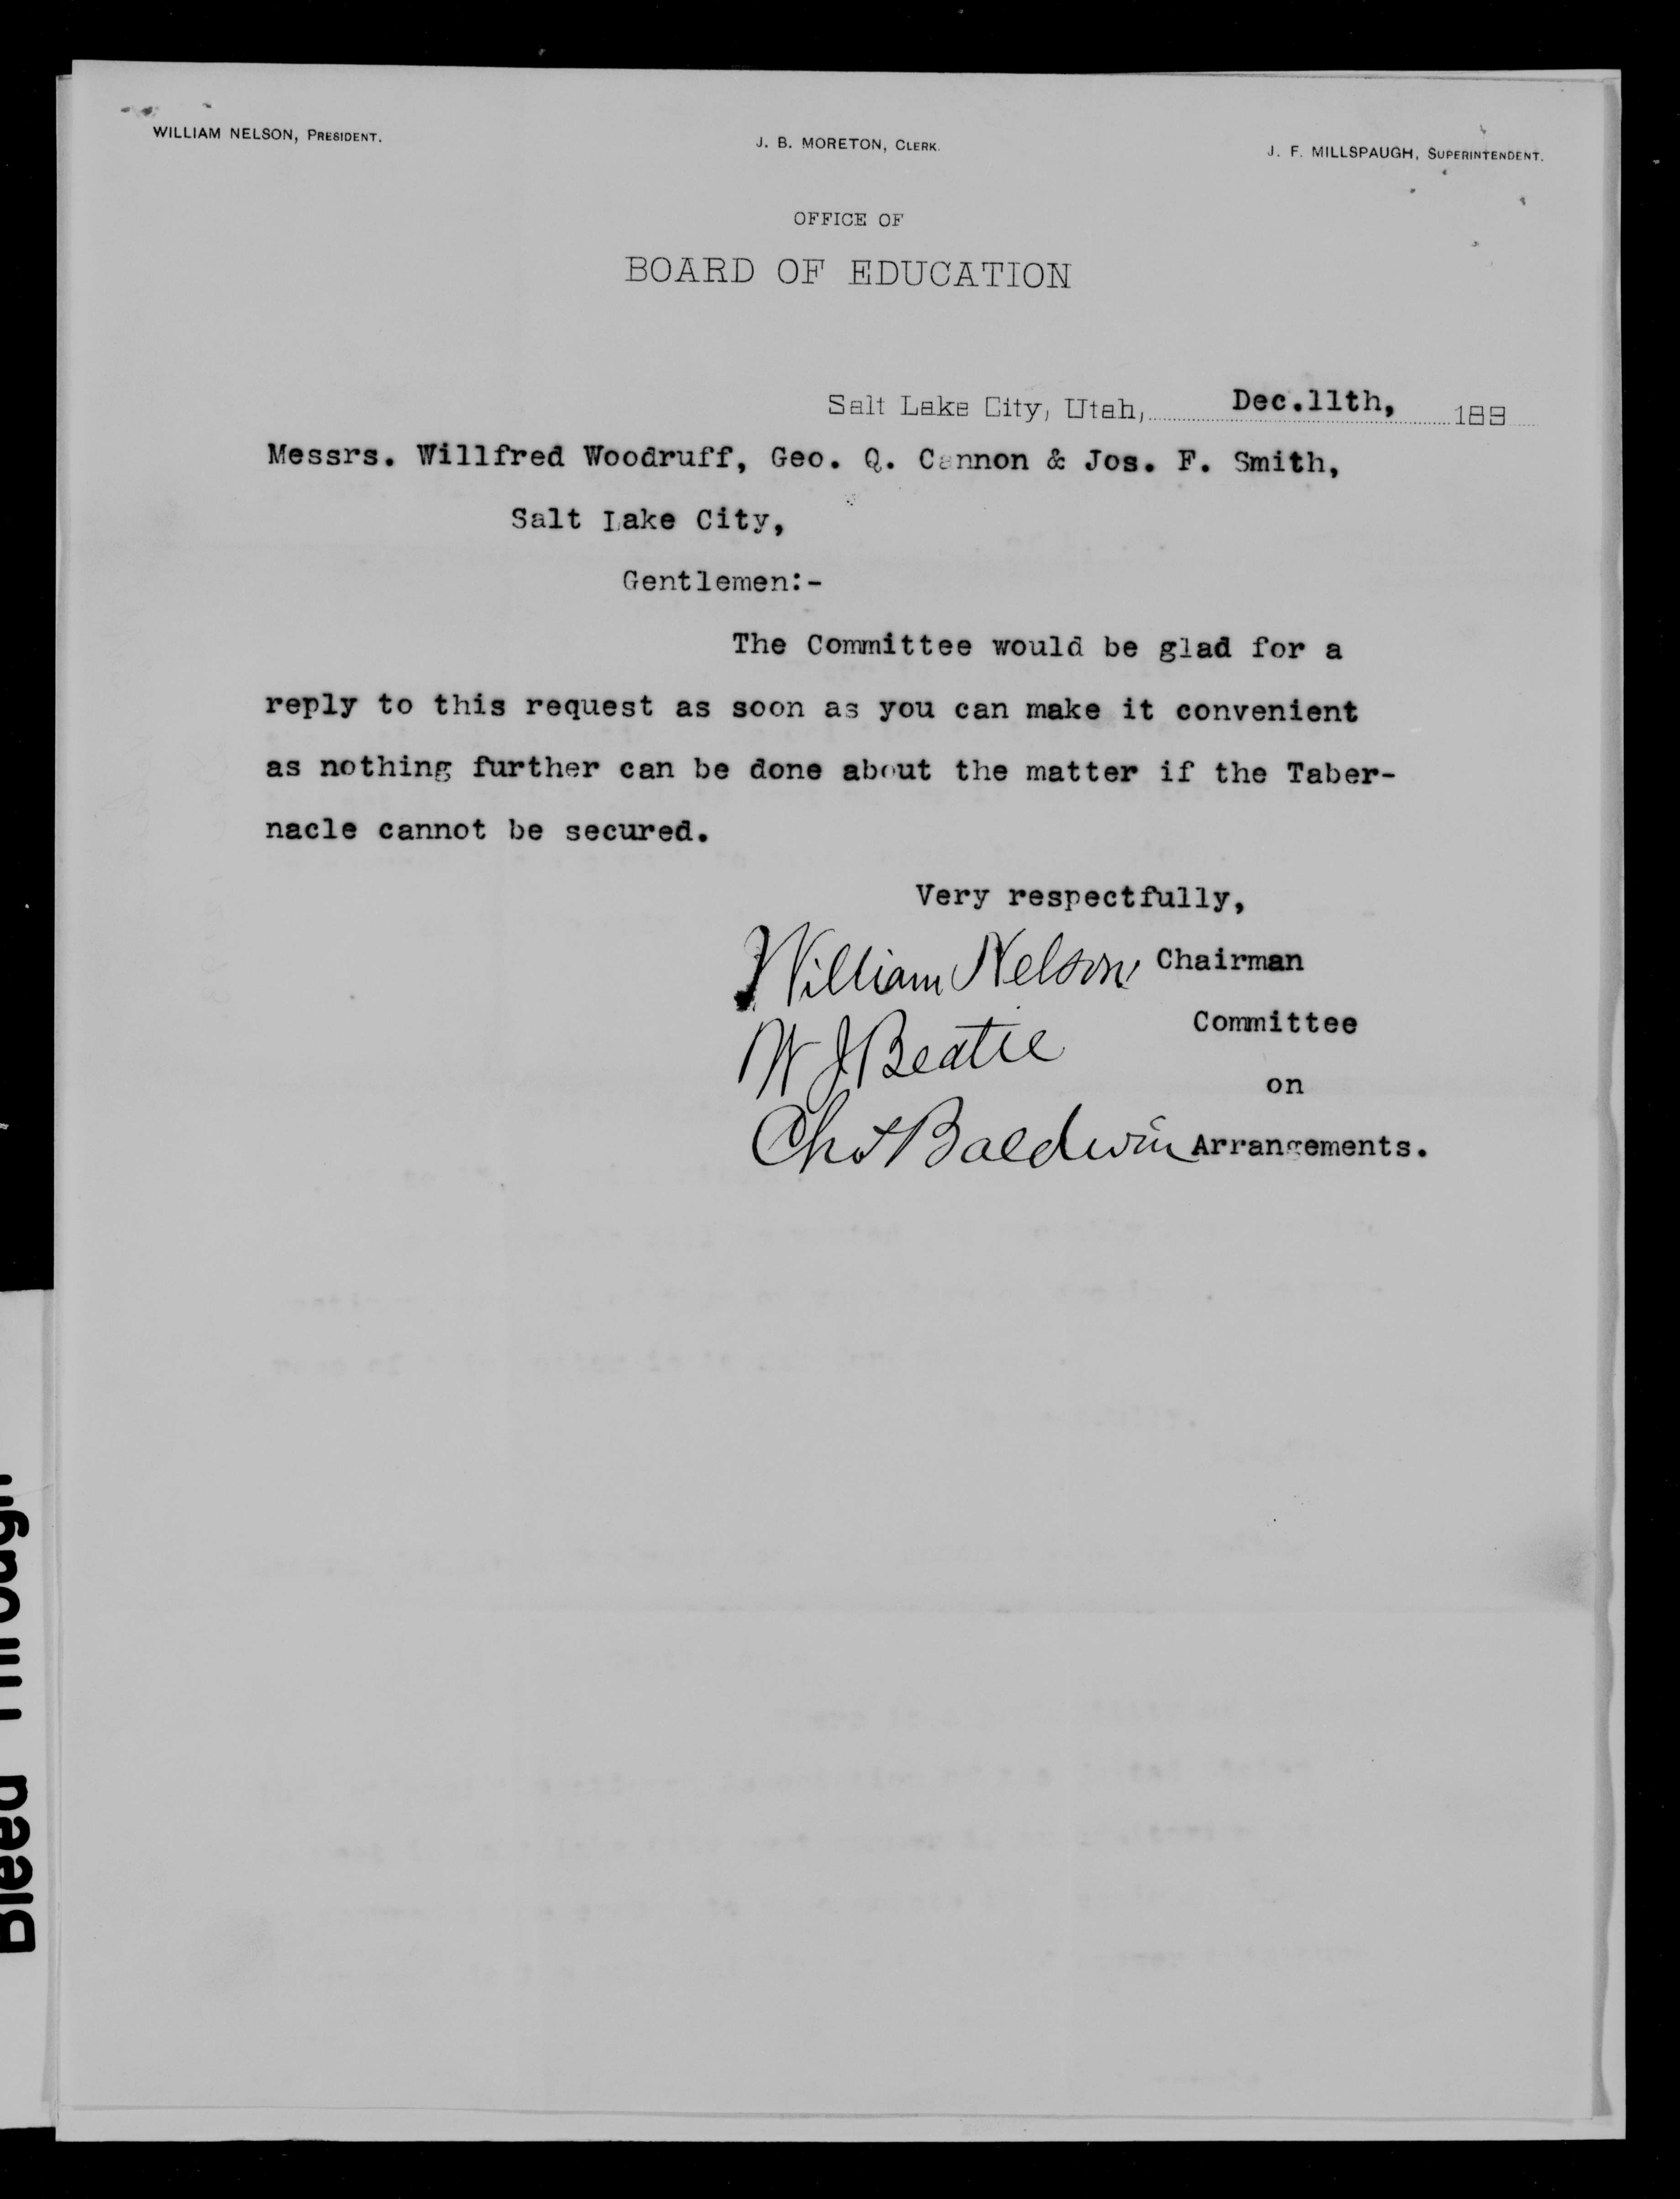 WILLIAM NELSON, PRESIDENT.
J. B. MORETON, CLERK.
J. F. MILLSPAUGH, SUPERINTENDENT.
OFFICE OF
BOARD OF EDUCATION
Salt Lake City, Utah, Dec.11th, 189
Messrs. Willfred Woodruff, Geo. Q. Cannon & Jos. F. Smith,
Salt Lake City,
Gentlemen:-
The Committee would be glad for a
reply to this request as soon as you can make it convenient
as nothing further can be done about the matter if the Taber-
nacle cannot be secured.
Very respectfully,
William Nelson Chairman
W J Beatie Committee
on
Chas Baldwin Arrangements.
Bleed Through